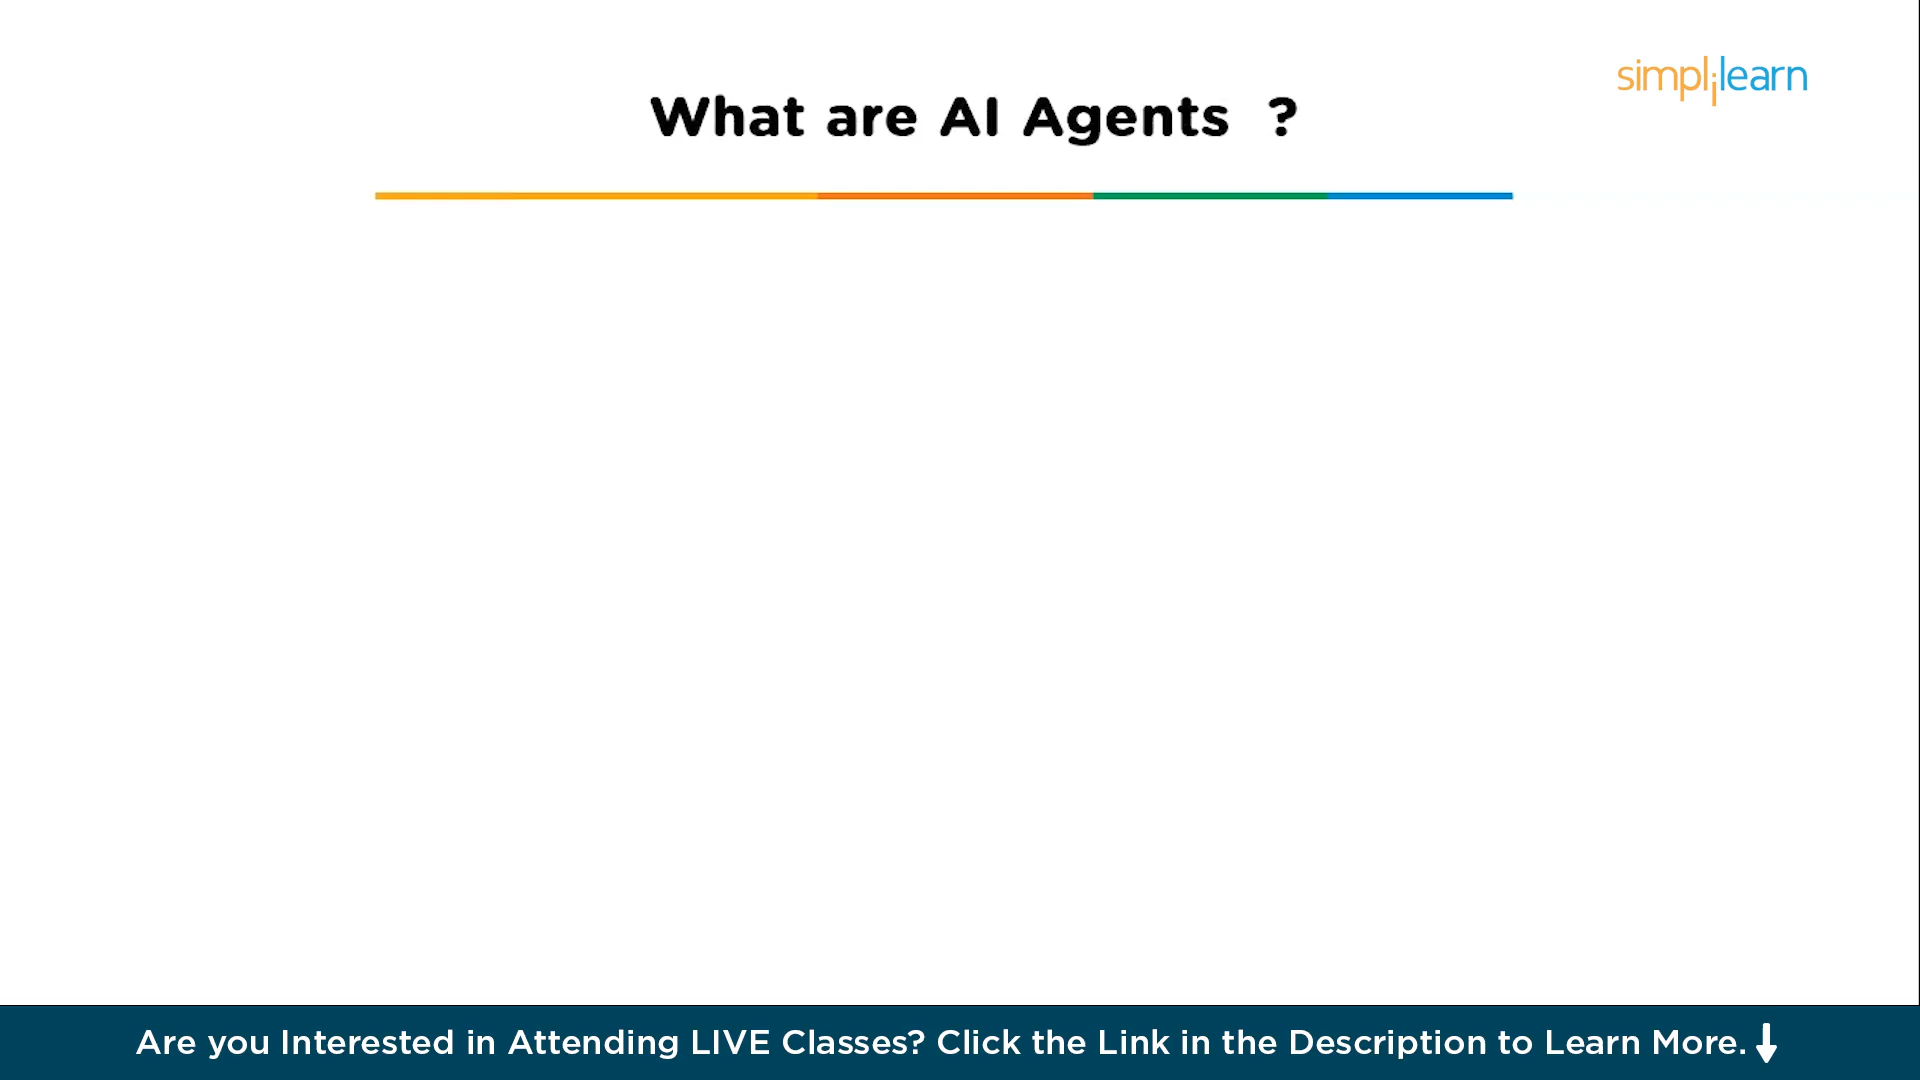 simplilearn
What are AI Agents ?
Are you Interested in Attending LIVE Classes? Click the Link in the Description to Learn More.